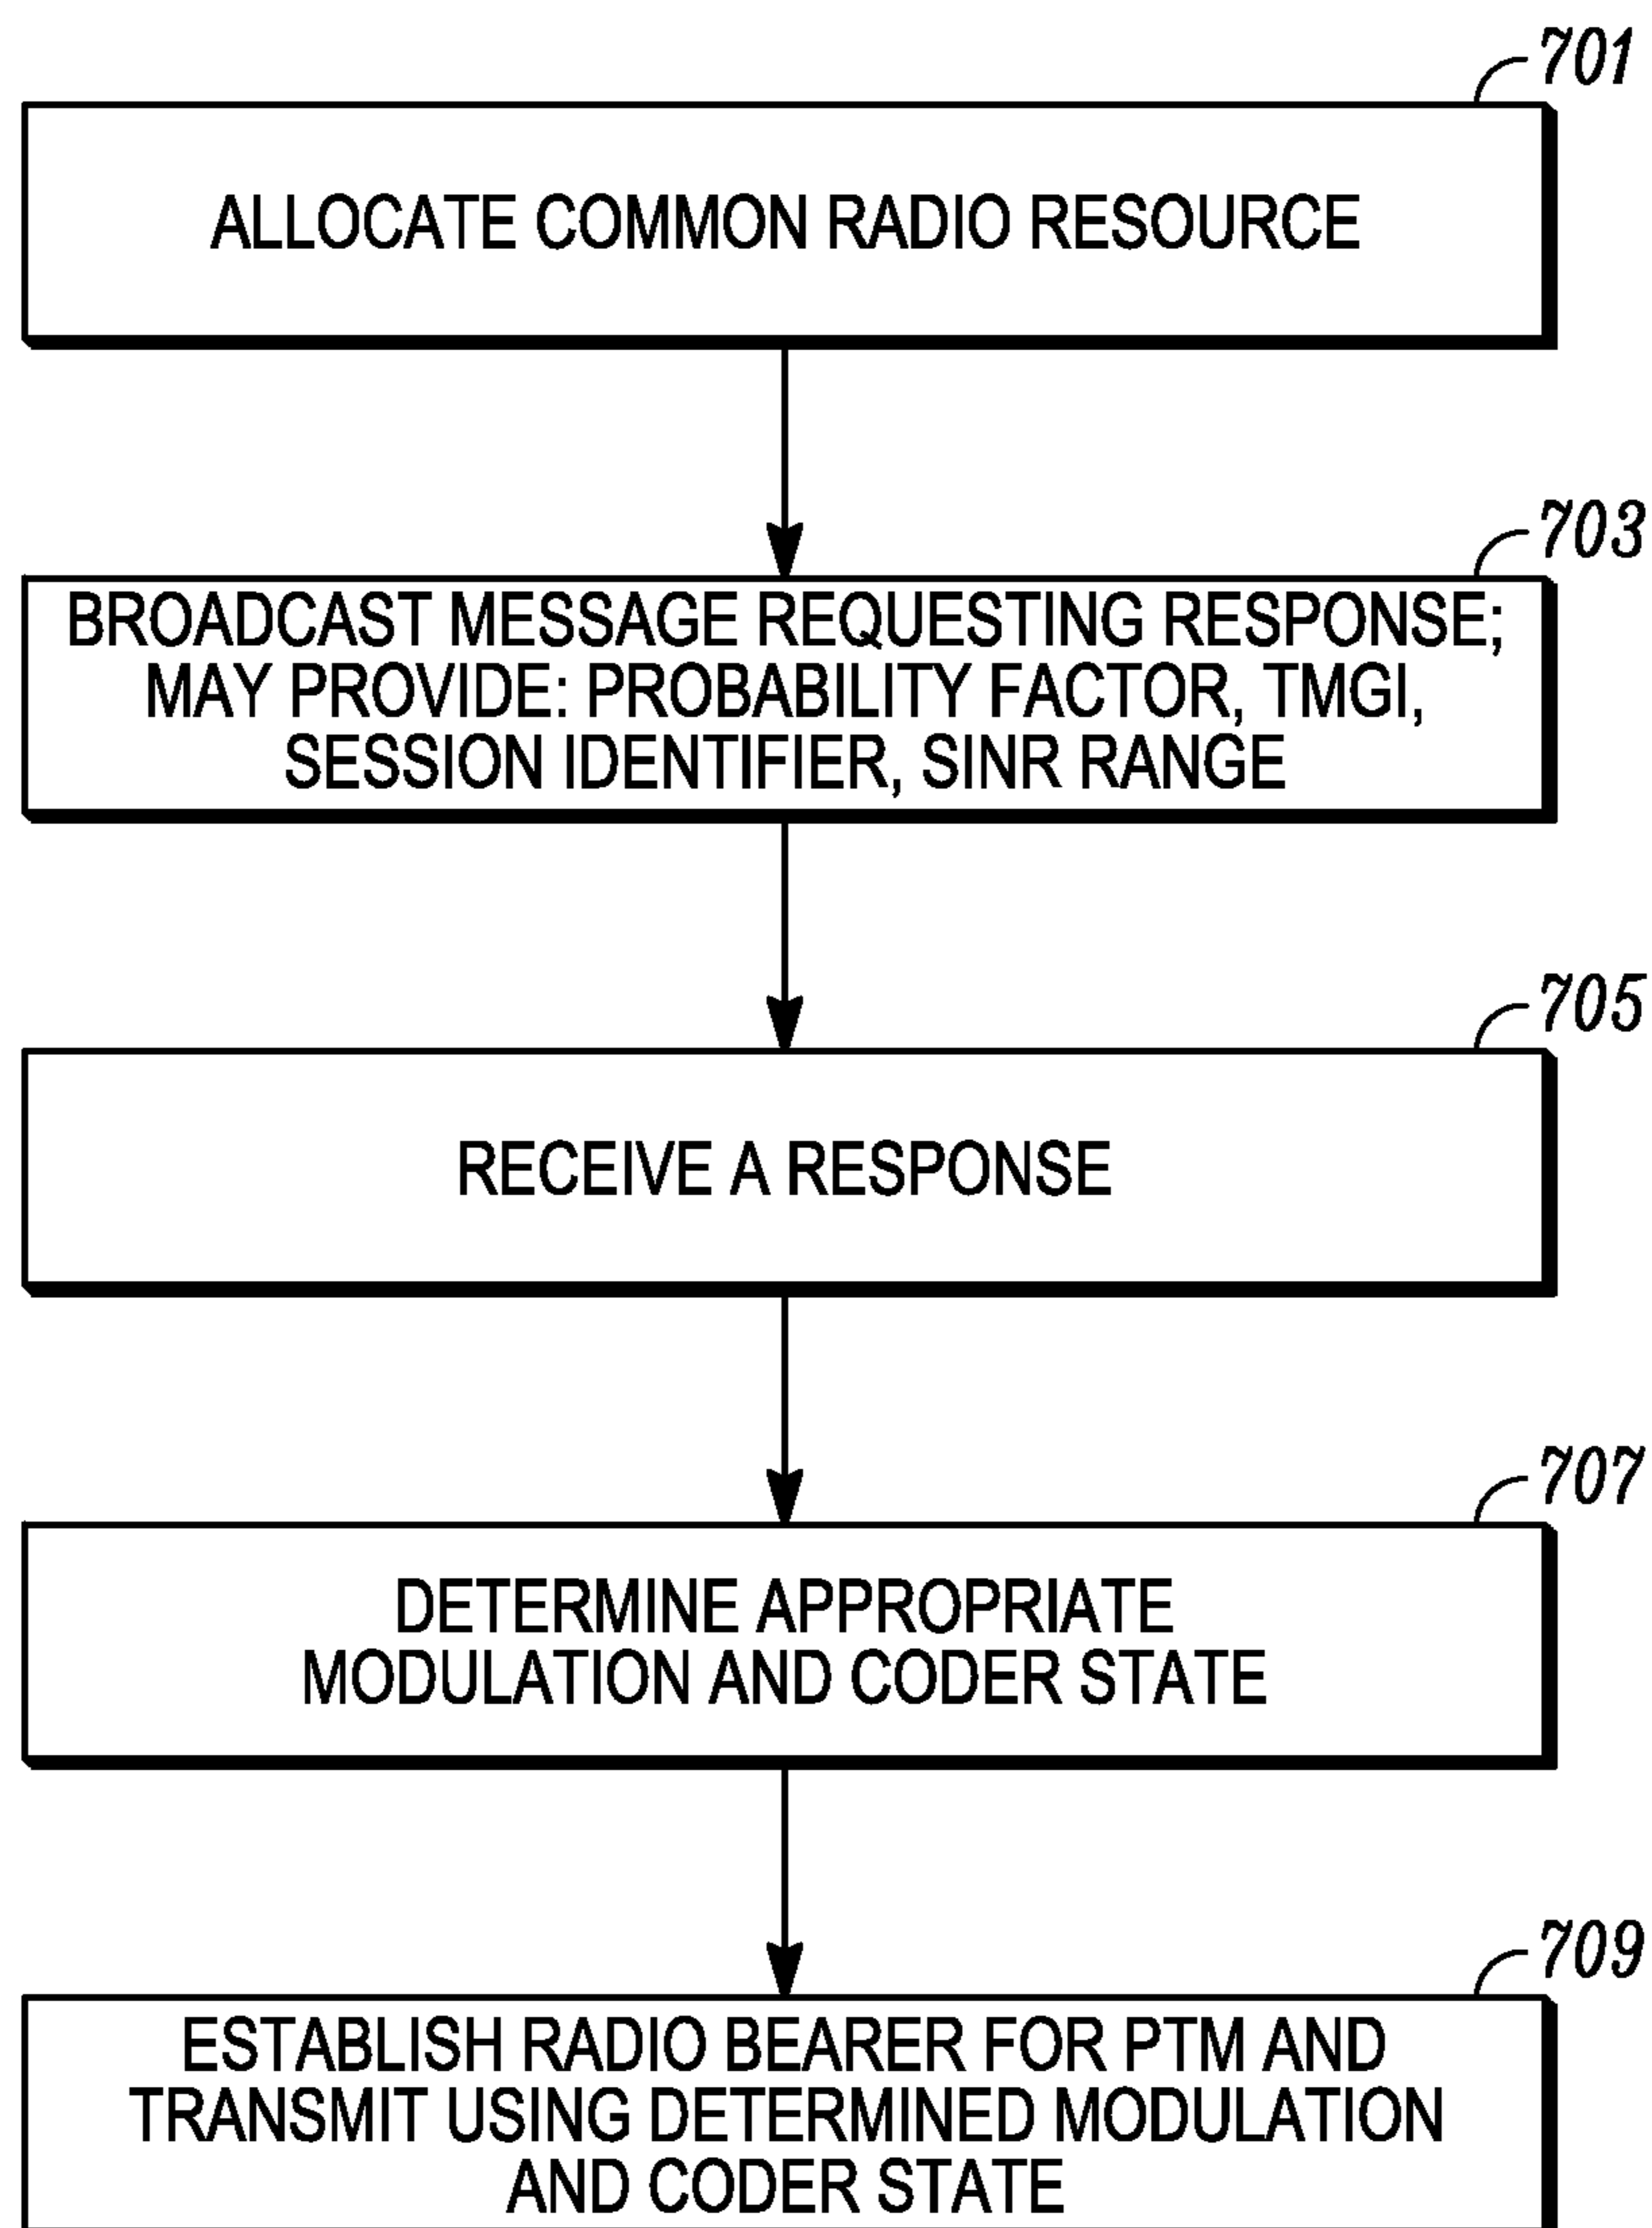 701
ALLOCATE COMMON RADIO RESOURCE
703
BROADCAST MESSAGE REQUESTING RESPONSE;
MAY PROVIDE: PROBABILITY FACTOR, TMGI,
SESSION IDENTIFIER, SINR RANGE
705
RECEIVE A RESPONSE
707
DETERMINE APPROPRIATE
MODULATION AND CODER STATE
709
ESTABLISH RADIO BEARER FOR PTM AND
TRANSMIT USING DETERMINED MODULATION
AND CODER STATE